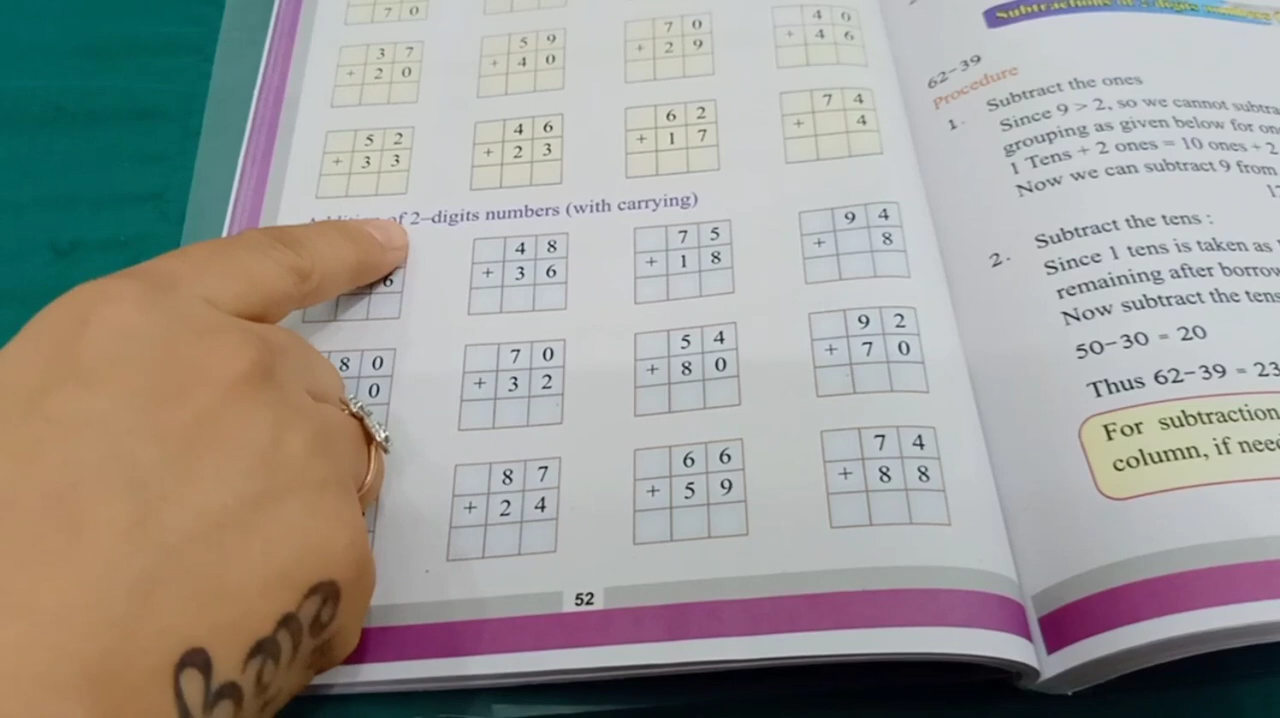 7 0
3 7
+ 2 0
5 9
+ 4 0
7 0
+ 2 9
4 0
+ 4 6
5 2
+ 3 3
4 6
+ 2 3
6 2
+ 1 7
7 4
+ 4
of 2-digits numbers (with carrying)
6
4 8
+ 3 6
7 5
+ 1 8
9 4
+ 8
8 0
0
7 0
+ 3 2
5 4
+ 8 0
9 2
+ 7 0
8 7
+ 2 4
6 6
+ 5 9
7 4
+ 8 8
52
62-39
Procedure
1. Subtract the ones
Since 9 > 2, so we cannot
grouping as given below for
1 Tens + 2 ones = 10 ones + 2
Now we can subtract 9 from
2. Subtract the tens :
Since 1 tens is taken as
remaining after
Now subtract the
50-30 = 20
Thus 62-39 = 23
For subtraction
column, if